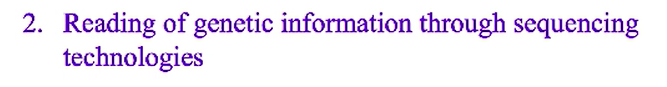 2. Reading of genetic information through sequencing
technologies